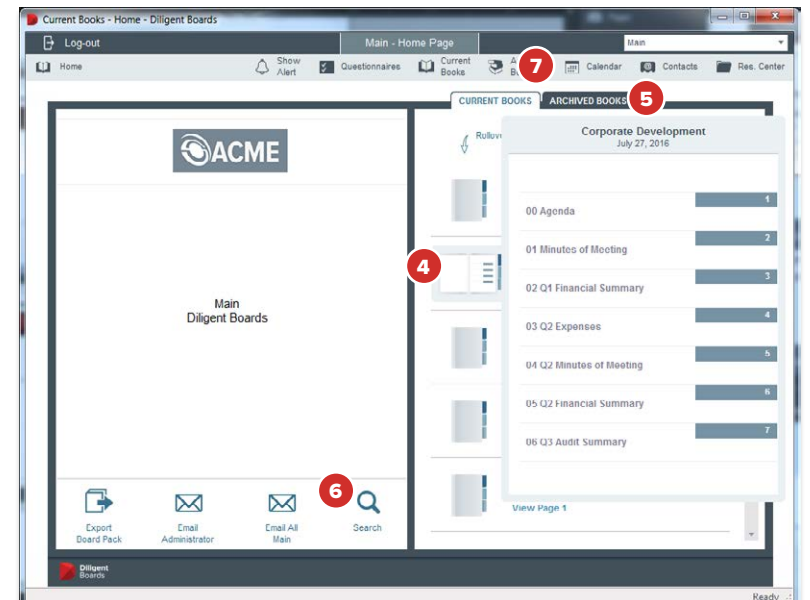 Current Books - Home - Diligent Boards
Log-out
Main - Home Page
Main
Home
Show
Alert
Questionnaires
Current
Books
A
B
7
Calendar
Contacts
Res. Center
CURRENT BOOKS
ARCHIVED BOOKS
5
ACME
Main
Diligent Boards
Corporate Development
July 27, 2016
00 Agenda
1
01 Minutes of Meeting
2
02 Q1 Financial Summary
3
03 Q2 Expenses
4
04 Q2 Minutes of Meeting
5
05 Q2 Financial Summary
6
06 Q3 Audit Summary
7
4
View Page 1
6
Export
Board Pack
Email
Administrator
Email All
Main
Search
Diligent
Boards
Ready